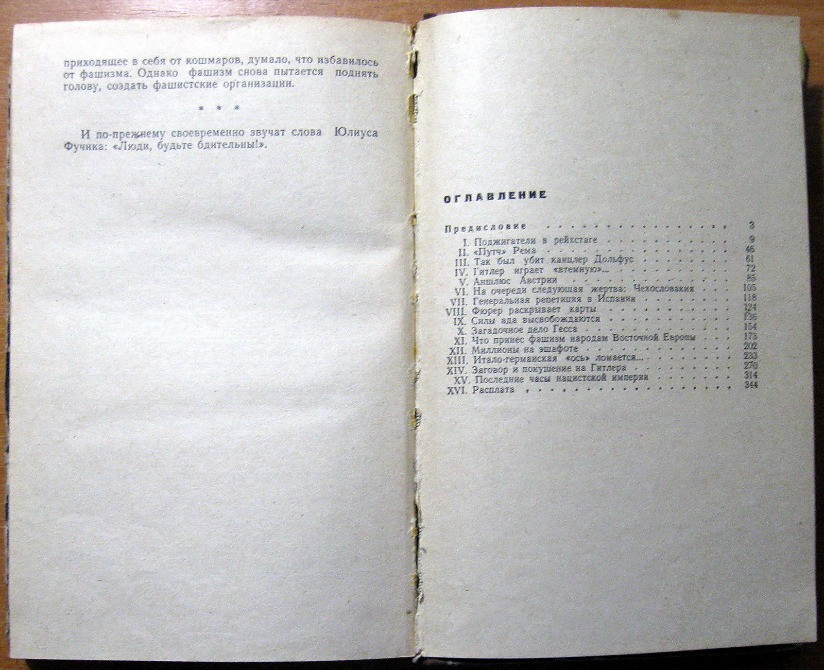 приходящее в себя от кошмаров, думало, что избавилось
от фашизма. Однако фашизм снова пытается поднять
голову, создать фашистские организации.
* * *
И по-прежнему своевременно звучат слова Юлиуса
Фучика: «Люди, будьте бдительны!».
ОГЛАВЛЕНИЕ
Предисловие . . . . . . . . . . . . . . 3
I. Поджигатели в рейхстаге . . . . . . . . 9
II. «Путч» Рема . . . . . . . . . . . . 46
III. Так был убит канцлер Дольфус . . . . . . 61
IV. Гитлер играет «втемную»... . . . . . . . 72
V. Аншлюс Австрии . . . . . . . . . . 85
VI. На очереди следующая жертва: Чехословакия . . . 105
VII. Генеральная репетиция в Испании . . . . . . 118
VIII. Фюрер раскрывает карты . . . . . . . . 124
IX. Силы ада высвобождаются . . . . . . . . 136
X. Загадочное дело Гесса . . . . . . . . . 154
XI. Что принес фашизм народам Восточной Европы . . . 173
XII. Миллионы на эшафоте . . . . . . . . . 202
XIII. Итало-германская «ось» ломается... . . . . . . 233
XIV. Заговор и покушение на Гитлера . . . . . . . 270
XV. Последние часы нацистской империи . . . . . . 314
XVI. Расплата . . . . . . . . . . . . . . 344